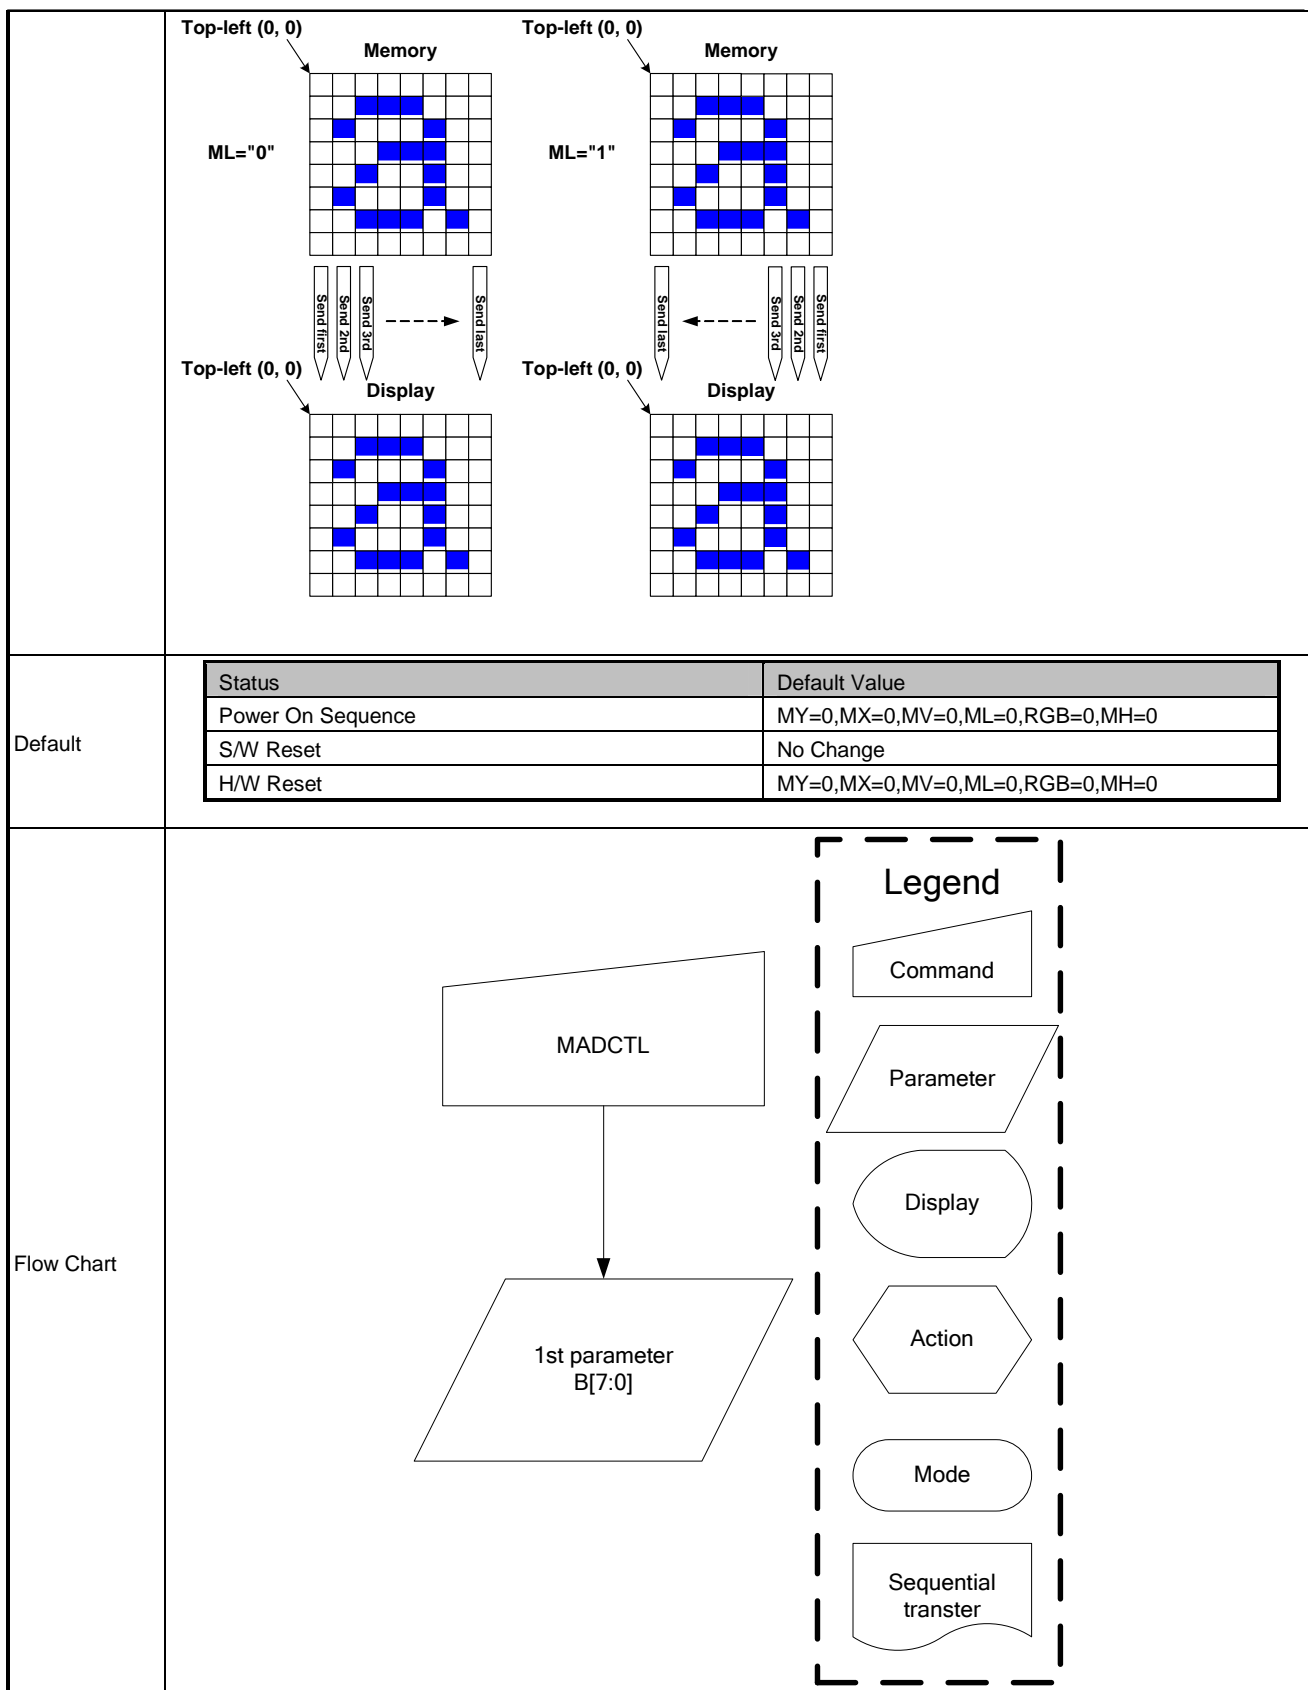 Top-left (0, 0)
Memory
ML="0"
Send first
Send 2nd
Send 3rd
Send last
Top-left (0, 0)
Display
Top-left (0, 0)
Memory
ML="1"
Send last
Send 3rd
Send 2nd
Send first
Top-left (0, 0)
Display
Default
Status Default Value
Power On Sequence MY=0,MX=0,MV=0,ML=0,RGB=0,MH=0
S/W Reset No Change
H/W Reset MY=0,MX=0,MV=0,ML=0,RGB=0,MH=0
Flow Chart
MADCTL
1st parameter
B[7:0]
Legend
Command
Parameter
Display
Action
Mode
Sequential
transter